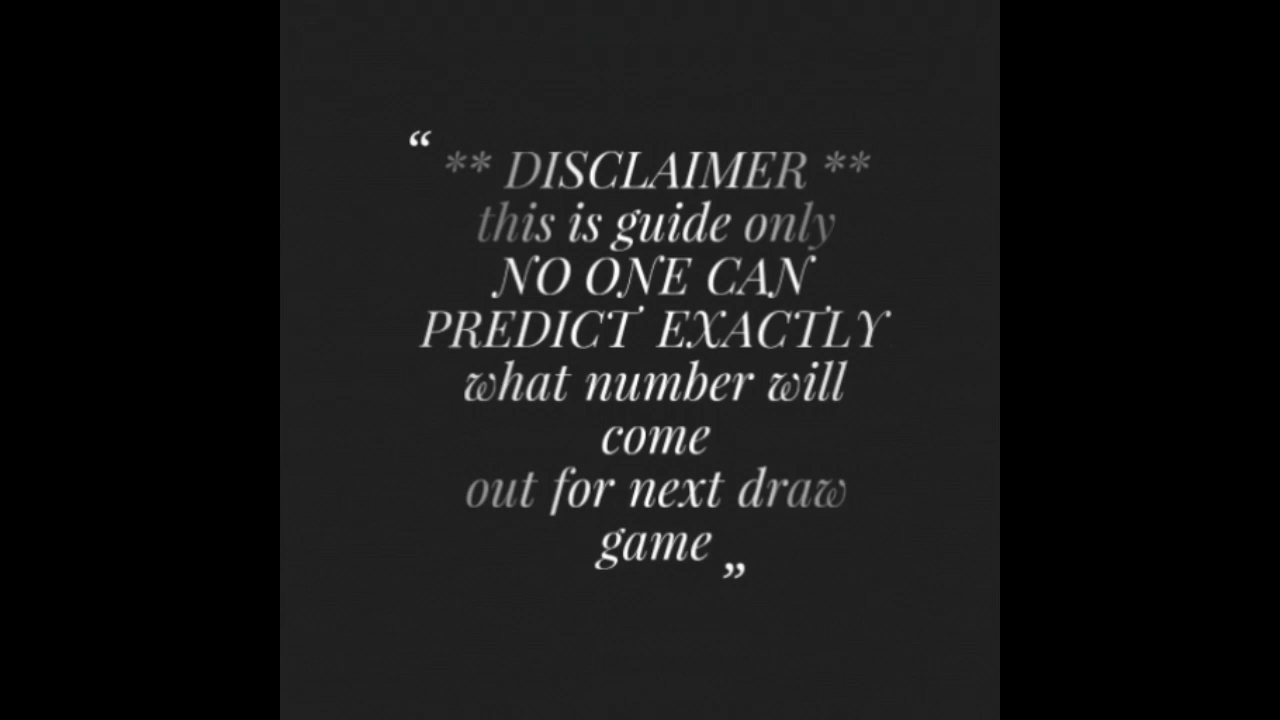 “ ** DISCLAIMER **
this is guide only
NO ONE CAN
PREDICT EXACTLY
what number will
come
out for next draw
game ”